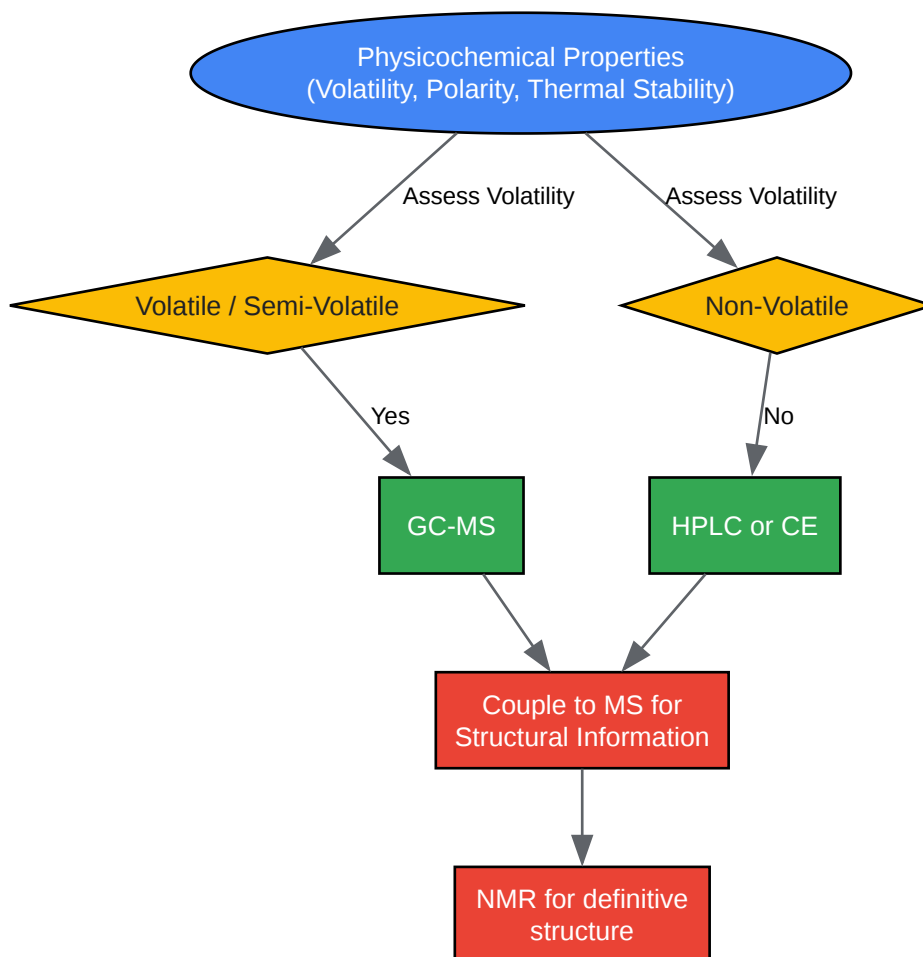 Physicochemical Properties
(Volatility, Polarity, Thermal Stability)
Assess Volatility
Assess Volatility
Volatile / Semi-Volatile
Non-Volatile
Yes
No
GC-MS
HPLC or CE
Couple to MS for
Structural Information
NMR for definitive
structure